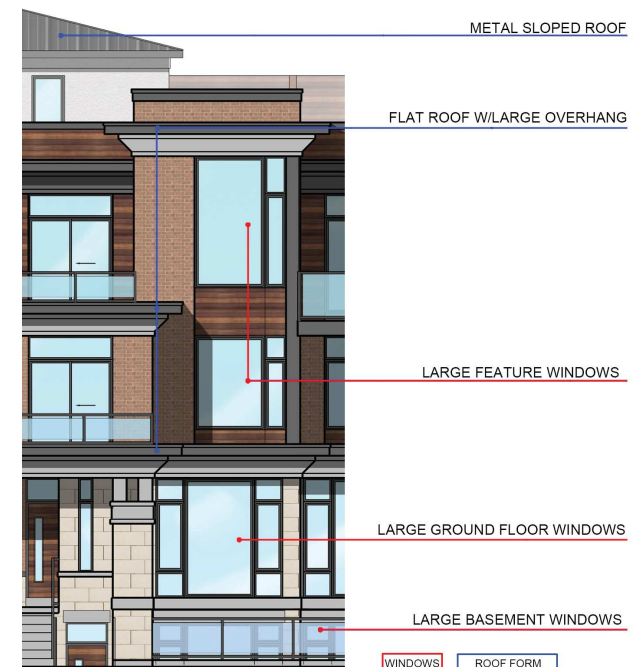 METAL SLOPED ROOF
FLAT ROOF W/LARGE OVERHANG
LARGE FEATURE WINDOWS
LARGE GROUND FLOOR WINDOWS
LARGE BASEMENT WINDOWS
WINDOWS
ROOF FORM